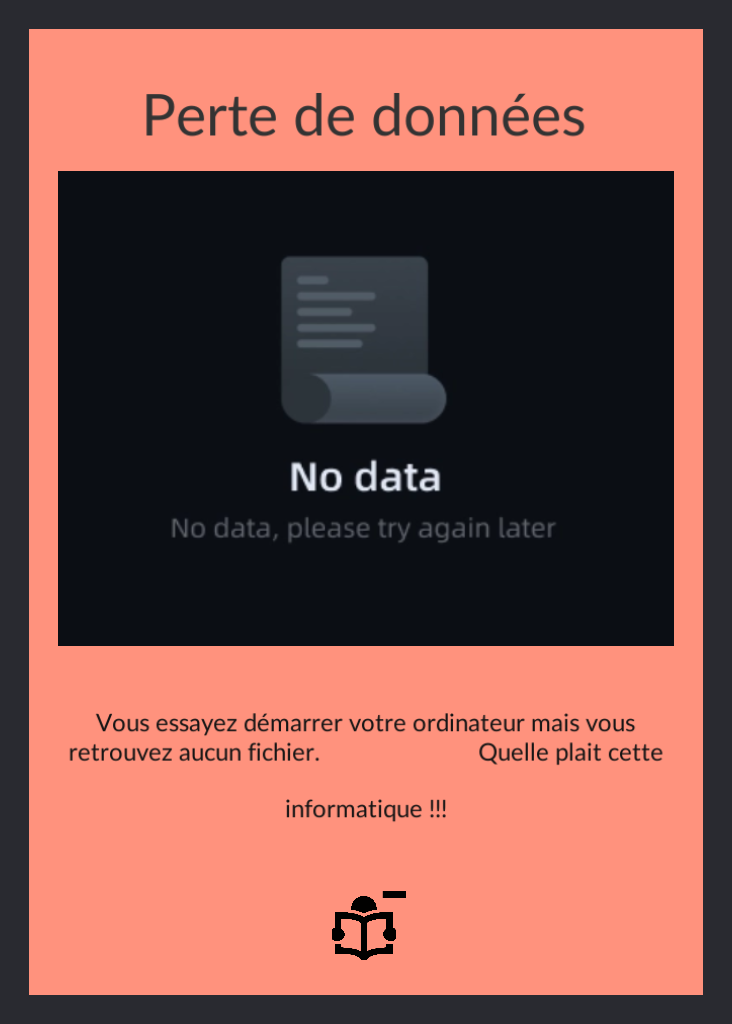 Perte de données
No data
No data, please try again later
Vous essayez démarrer votre ordinateur mais vous
retrouvez aucun fichier. Quelle plait cette
informatique !!!